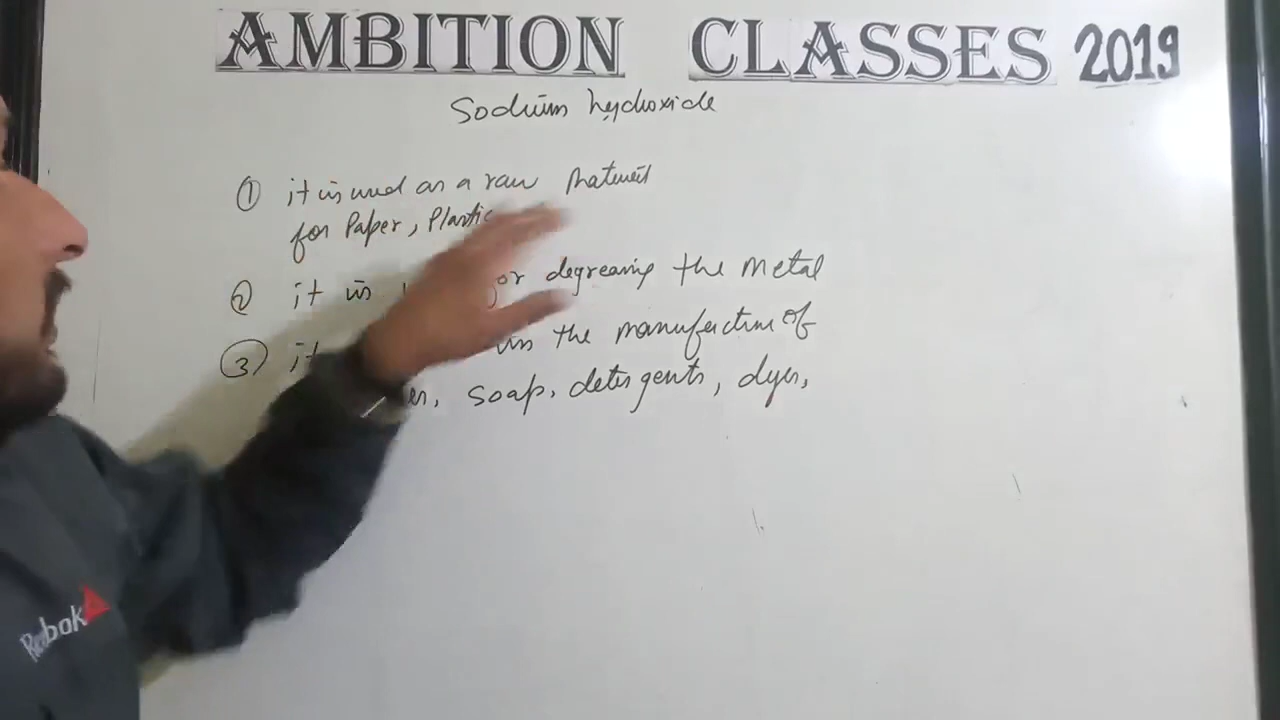 AMBITION CLASSES 2019
Sodium hydroxide
① it is used as a raw material
for Paper, Plastic
② it is for degreasing the metal
③ it in the manufacture of
soap, detergents, dyes,
Reebok